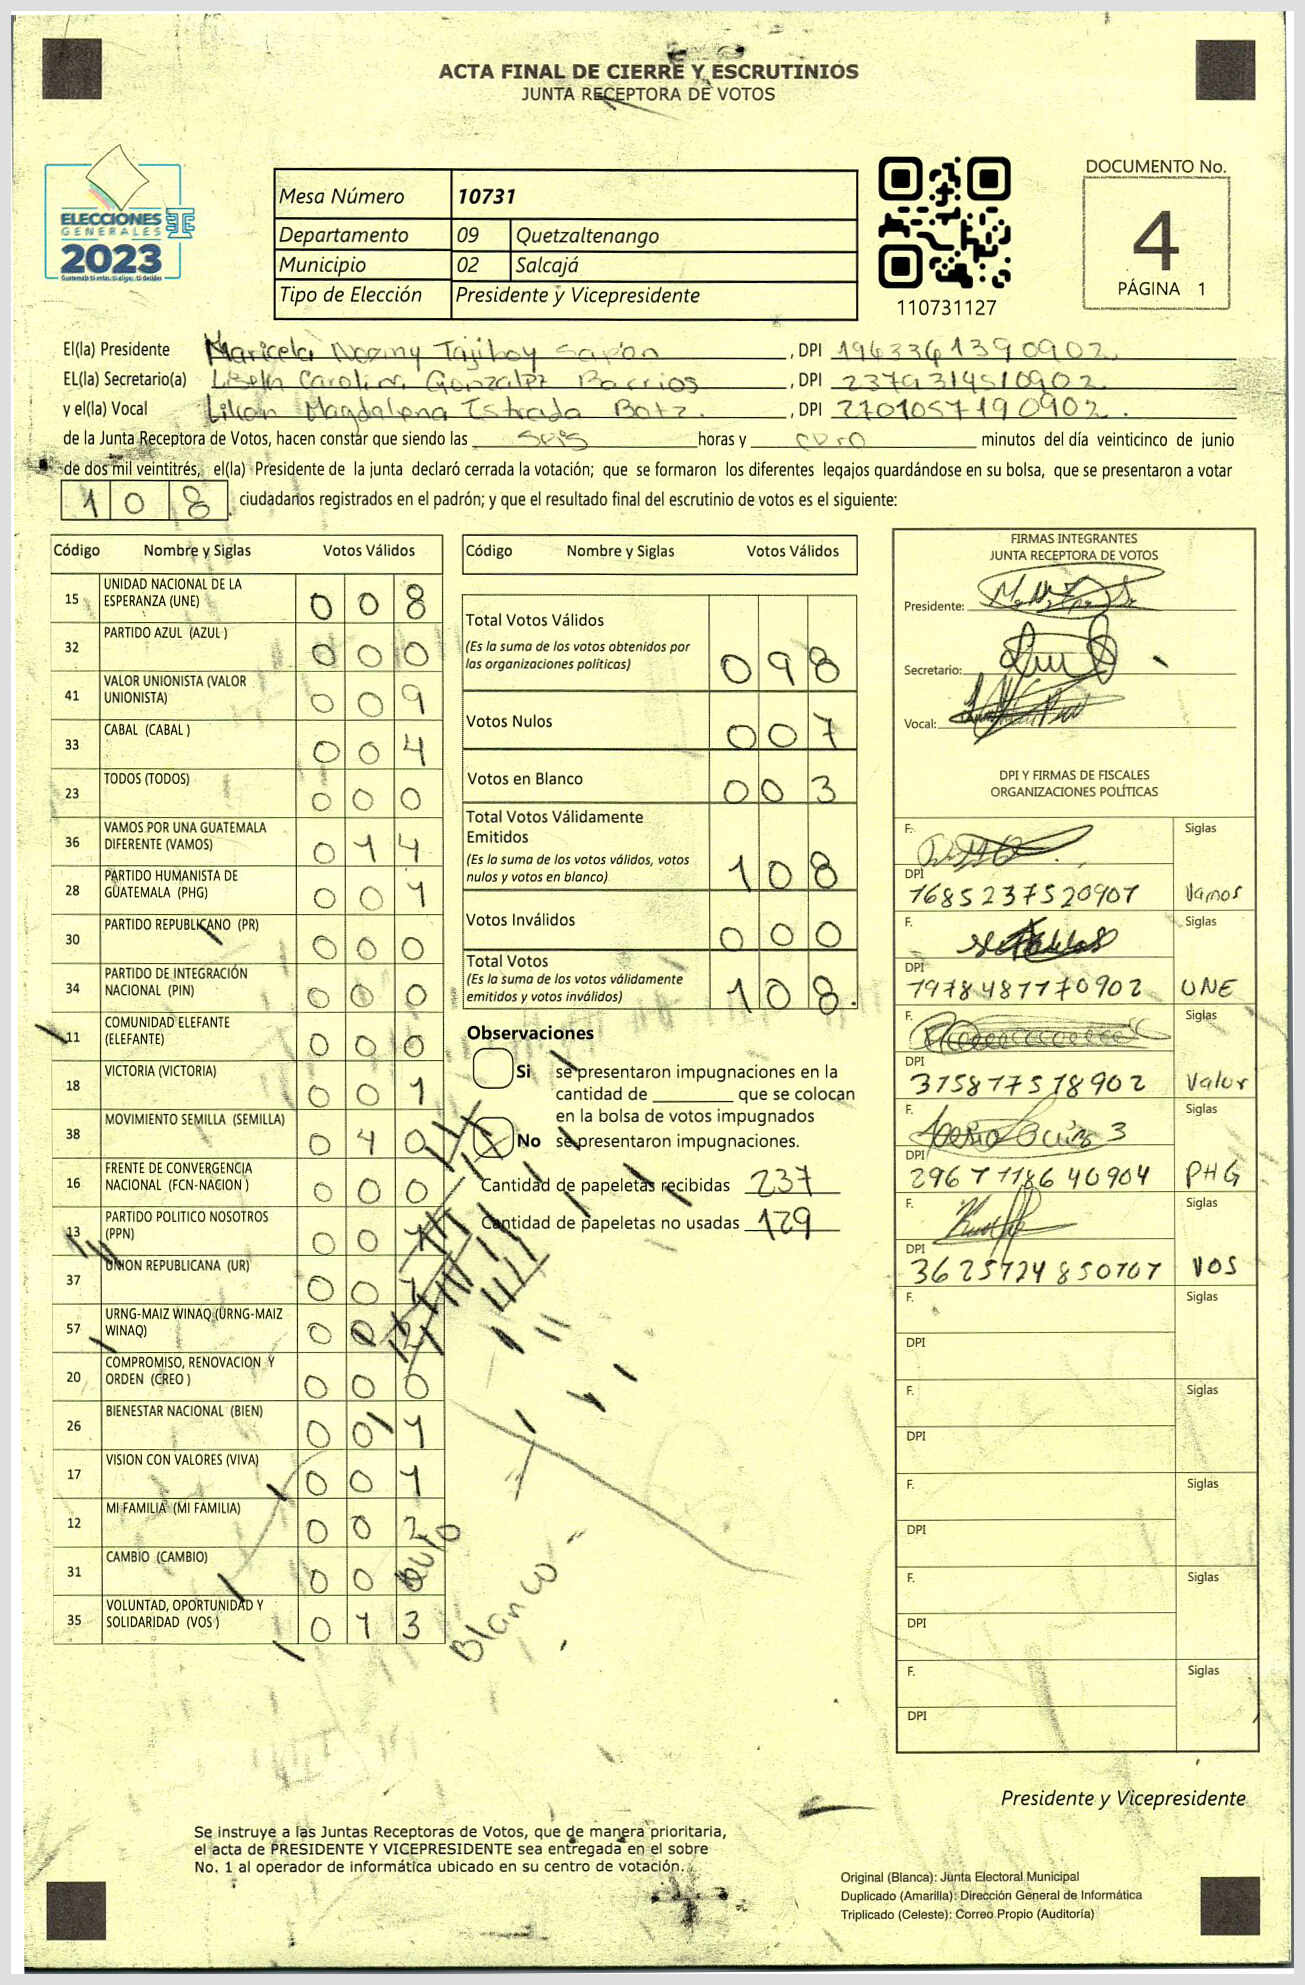 ACTA FINAL DE CIERRE Y ESCRUTINIOS
JUNTA RECEPTORA DE VOTOS
ELECCIONES
GENERALES
2023
Mesa Número 10731
Departamento 09 Quetzaltenango
Municipio 02 Salcajá
Tipo de Elección Presidente y Vicepresidente
110731127
DOCUMENTO No.
4
PÁGINA 1
El(la) Presidente Maricela Noemy Tajiboy Sapón, DPI 1963361390902.
EL(la) Secretario(a) Liseth Carolina Gonzalez Barrios, DPI 2379314510902.
y el(la) Vocal Lilian Magdalena Estrada Botz., DPI 2701057190902.
de la Junta Receptora de Votos, hacen constar que siendo las seis horas y cero minutos del día veinticinco de junio
de dos mil veintitrés, el(la) Presidente de la junta declaró cerrada la votación; que se formaron los diferentes legajos quardándose en su bolsa, que se presentaron a votar
108 ciudadanos registrados en el padrón; y que el resultado final del escrutinio de votos es el siguiente:
Código Nombre y Siglas Votos Válidos
15 UNIDAD NACIONAL DE LA ESPERANZA (UNE) 0 0 8
32 PARTIDO AZUL (AZUL ) 0 0 0
41 VALOR UNIONISTA (VALOR UNIONISTA) 0 0 9
33 CABAL (CABAL ) 0 0 4
23 TODOS (TODOS) 0 0 0
36 VAMOS POR UNA GUATEMALA DIFERENTE (VAMOS) 0 1 4
28 PARTIDO HUMANISTA DE GUATEMALA (PHG) 0 0 1
30 PARTIDO REPUBLICANO (PR) 0 0 0
34 PARTIDO DE INTEGRACIÓN NACIONAL (PIN) 0 0 0
11 COMUNIDAD ELEFANTE (ELEFANTE) 0 0 0
18 VICTORIA (VICTORIA) 0 0 1
38 MOVIMIENTO SEMILLA (SEMILLA) 0 4 0
16 FRENTE DE CONVERGENCIA NACIONAL (FCN-NACION ) 0 0 0
13 PARTIDO POLITICO NOSOTROS (PPN) 0 0 1
37 UNION REPUBLICANA (UR) 0 0 1
57 URNG-MAIZ WINAQ (URNG-MAIZ WINAQ) 0 0 2
20 COMPROMISO, RENOVACION Y ORDEN (CREO ) 0 0 0
26 BIENESTAR NACIONAL (BIEN) 0 0 1
17 VISION CON VALORES (VIVA) 0 0 1
12 MI FAMILIA (MI FAMILIA) 0 0 2
31 CAMBIO (CAMBIO) 0 0 0
35 VOLUNTAD, OPORTUNIDAD Y SOLIDARIDAD (VOS ) 0 1 3
Nulo
Blanco
Código Nombre y Siglas Votos Válidos
Total Votos Válidos 0 9 8
(Es la suma de los votos obtenidos por
las organizaciones políticas)
Votos Nulos 0 0 7
Votos en Blanco 0 0 3
Total Votos Válidamente
Emitidos 1 0 8
(Es la suma de los votos válidos, votos
nulos y votos en blanco)
Votos Inválidos 0 0 0
Total Votos 1 0 8.
(Es la suma de los votos válidamente
emitidos y votos inválidos)
Observaciones
Si se presentaron impugnaciones en la
cantidad de ________ que se colocan
en la bolsa de votos impugnados
X No se presentaron impugnaciones.
Cantidad de papeletas recibidas 237
Cantidad de papeletas no usadas 129
FIRMAS INTEGRANTES
JUNTA RECEPTORA DE VOTOS
Presidente:
Secretario:
Vocal:
DPI Y FIRMAS DE FISCALES
ORGANIZACIONES POLÍTICAS
F. Siglas
DPI 1685237520901 Vamos
F. Siglas
DPI 1978487770902 UNE
F. Siglas
DPI 375877578902 Valor
F. Siglas
DPI 2967118640904 PHG
F. Siglas
DPI 3625724850707 VOS
F. Siglas
DPI
F. Siglas
DPI
F. Siglas
DPI
F. Siglas
DPI
F. Siglas
DPI
Presidente y Vicepresidente
Se instruye a las Juntas Receptoras de Votos, que de manera prioritaria,
el acta de PRESIDENTE Y VICEPRESIDENTE sea entregada en el sobre
No. 1 al operador de informática ubicado en su centro de votación.
Original (Blanca): Junta Electoral Municipal
Duplicado (Amarilla): Dirección General de Informática
Triplicado (Celeste): Correo Propio (Auditoría)